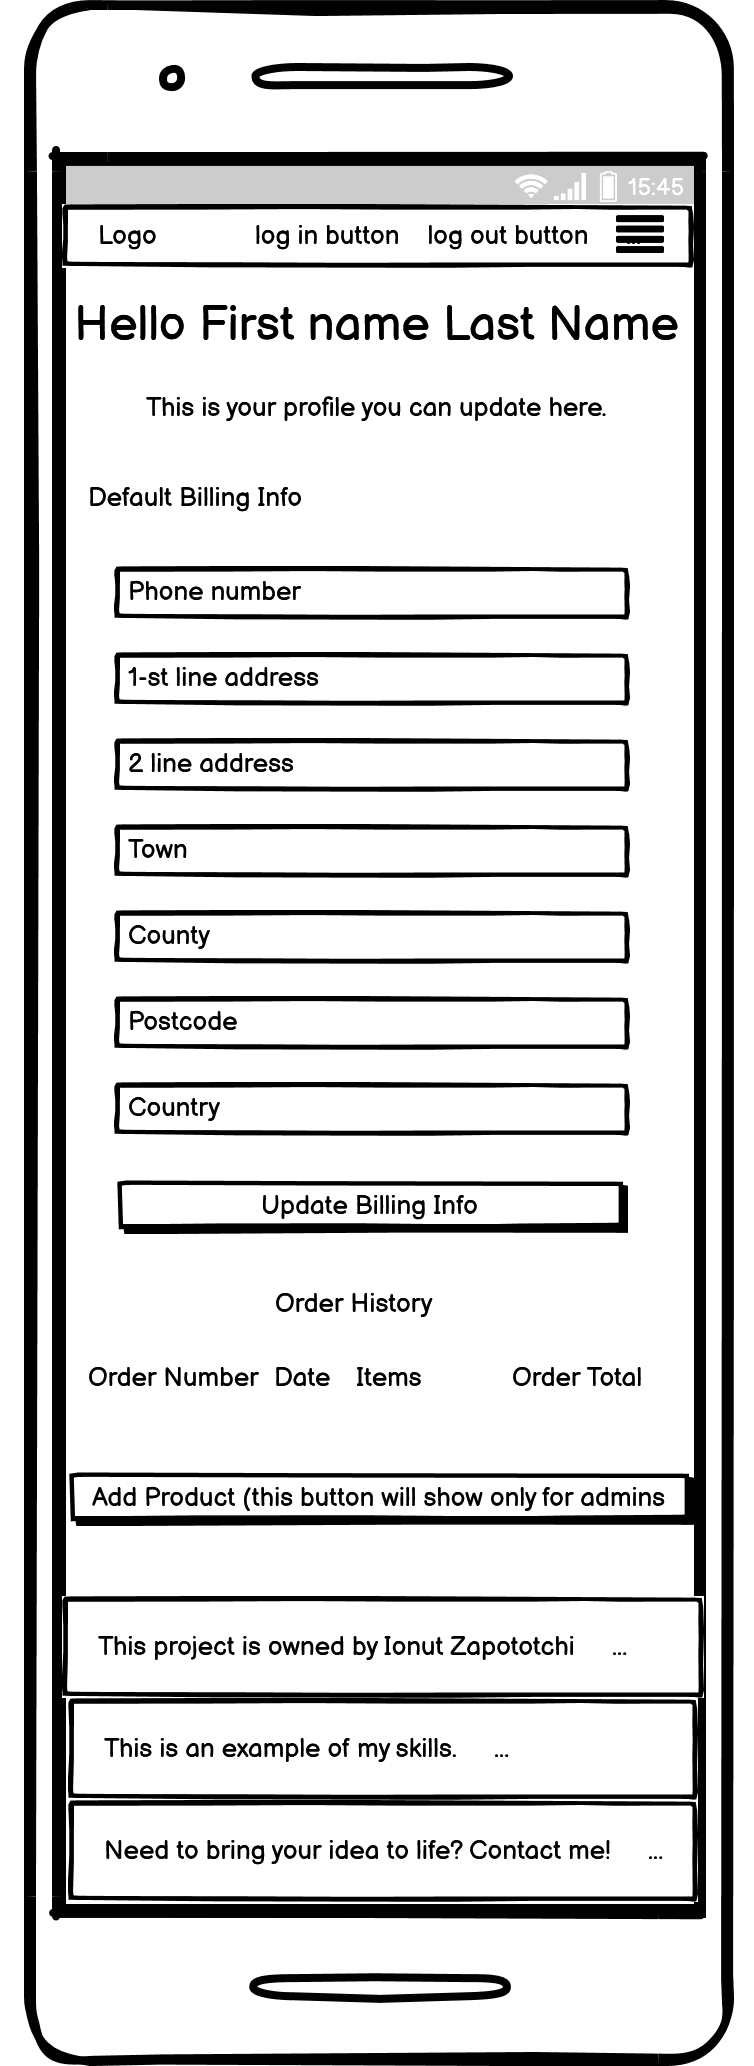 15:45
Logo log in button log out button ...
Hello First name Last Name
This is your profile you can update here.
Default Billing Info
Phone number
1-st line address
2 line address
Town
County
Postcode
Country
Update Billing Info
Order History
Order Number Date Items Order Total
Add Product (this button will show only for admins
This project is owned by Ionut Zapototchi ...
This is an example of my skills. ...
Need to bring your idea to life? Contact me! ...